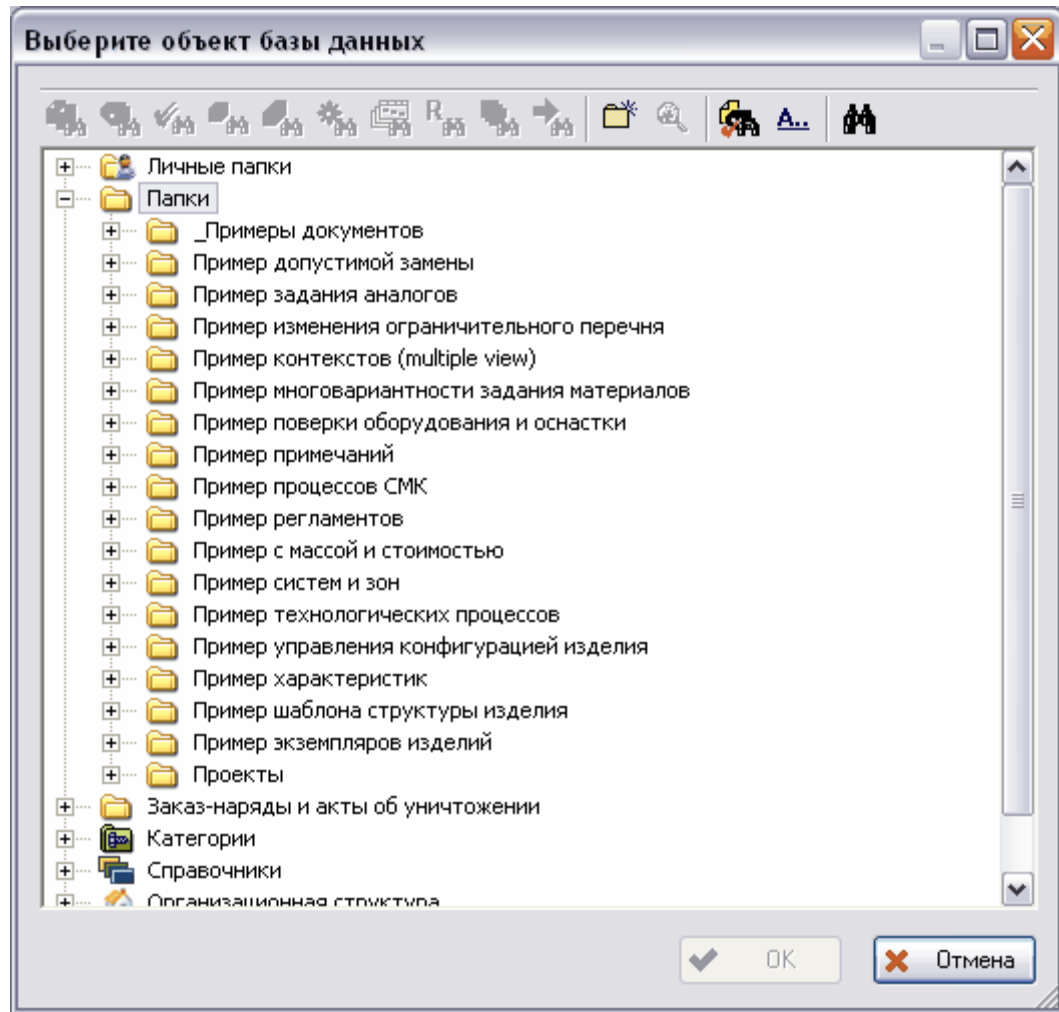 Выберите объект базы данных
R
A..
Личные папки
Папки
_Примеры документов
Пример допустимой замены
Пример задания аналогов
Пример изменения ограничительного перечня
Пример контекстов (multiple view)
Пример многовариантности задания материалов
Пример поверки оборудования и оснастки
Пример примечаний
Пример процессов СМК
Пример регламентов
Пример с массой и стоимостью
Пример систем и зон
Пример технологических процессов
Пример управления конфигурацией изделия
Пример характеристик
Пример шаблона структуры изделия
Пример экземпляров изделий
Проекты
Заказ-наряды и акты об уничтожении
Категории
Справочники
Организационная структура
OK
Отмена